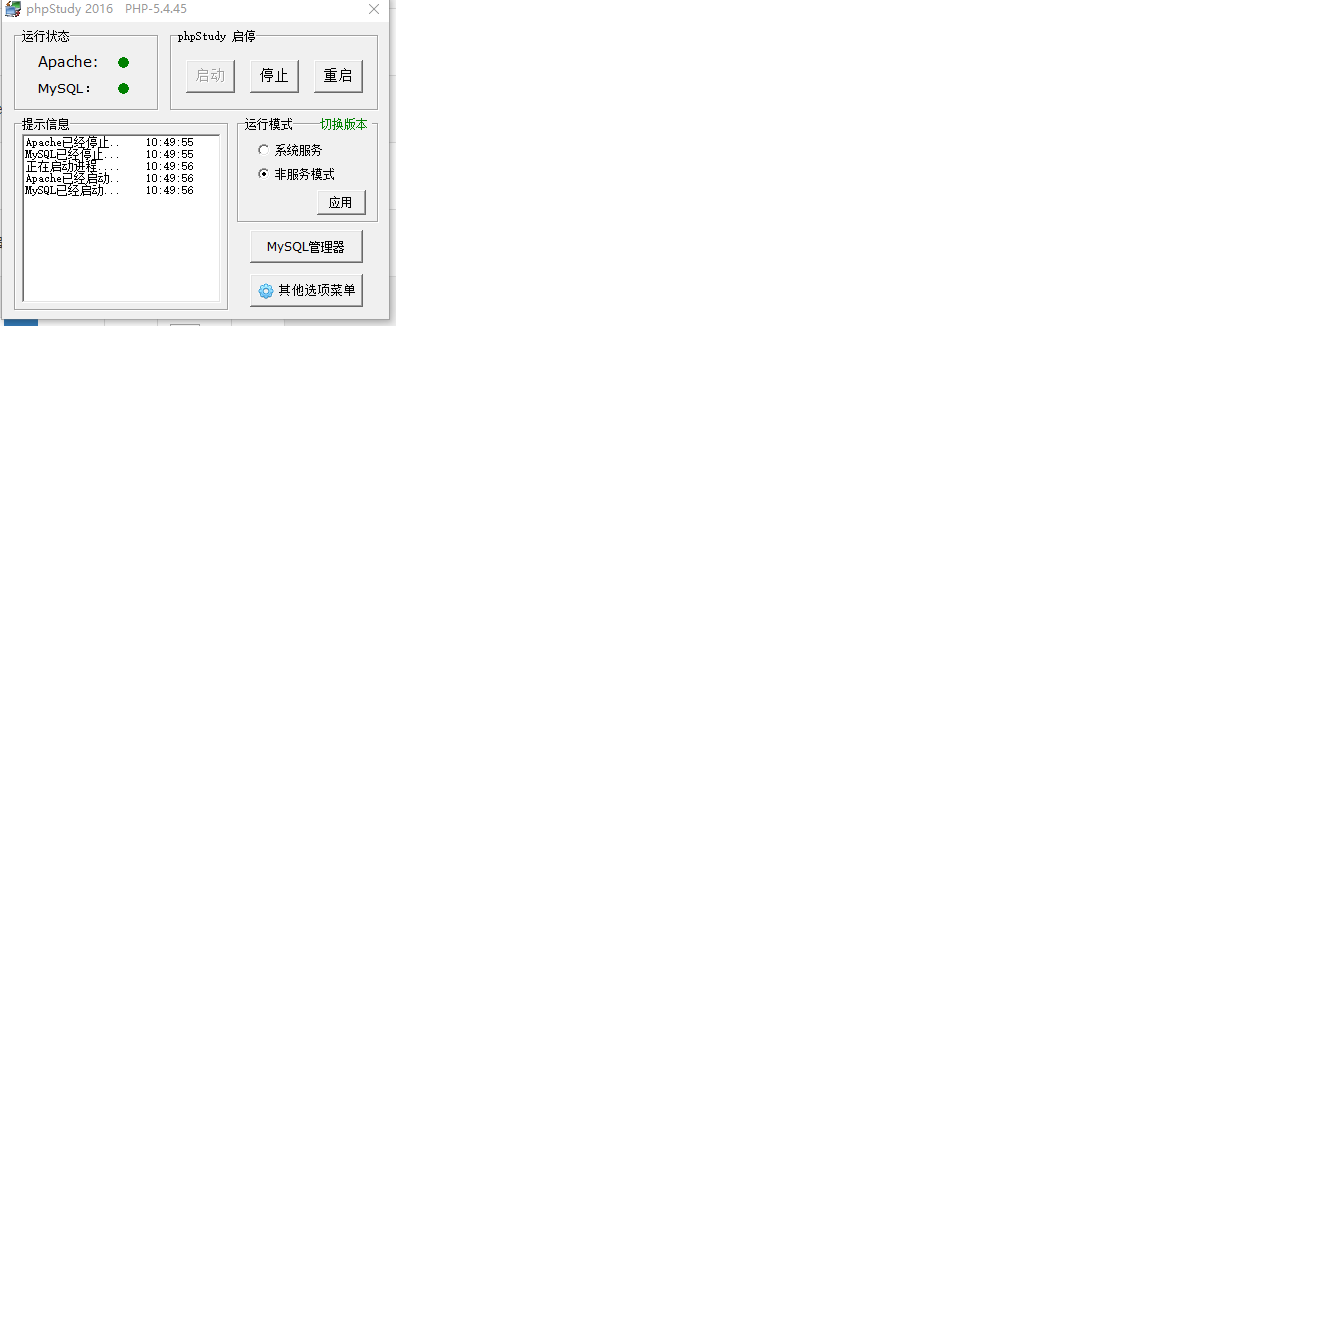 phpStudy 2016 PHP-5.4.45
运行状态
Apache:
MySQL:
phpStudy 启停
启动 停止 重启
提示信息
Apache已经停止.. 10:49:55
MySQL已经停止... 10:49:55
正在启动进程.... 10:49:56
Apache已经启动.. 10:49:56
MySQL已经启动... 10:49:56
运行模式 切换版本
系统服务
非服务模式
应用
MySQL管理器
其他选项菜单